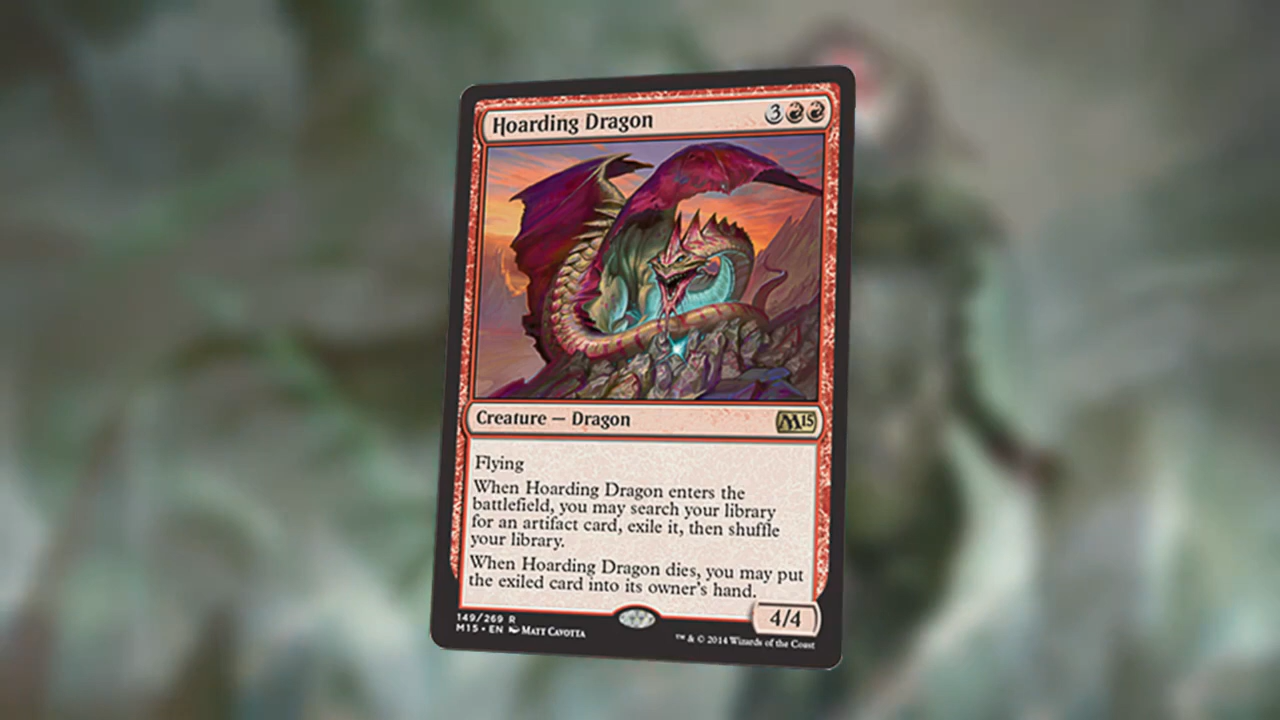 Hoarding Dragon 3
Creature — Dragon M15
Flying
When Hoarding Dragon enters the
battlefield, you may search your library
for an artifact card, exile it, then shuffle
your library.
When Hoarding Dragon dies, you may put
the exiled card into its owner's hand.
4/4
149/269 R
M15 • EN Matt Cavotta
™ & © 2014 Wizards of the Coast